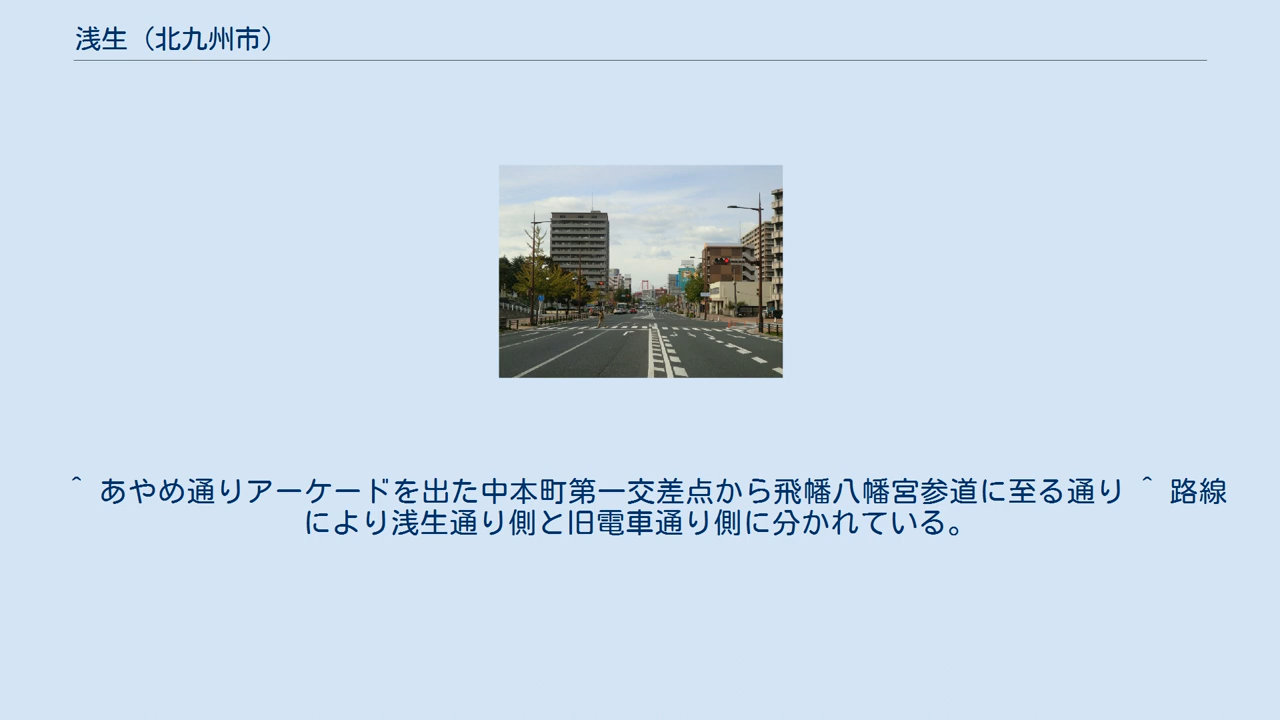 浅生（北九州市）
^ あやめ通りアーケードを出た中本町第一交差点から飛幡八幡宮参道に至る通り ^ 路線
により浅生通り側と旧電車通り側に分かれている。